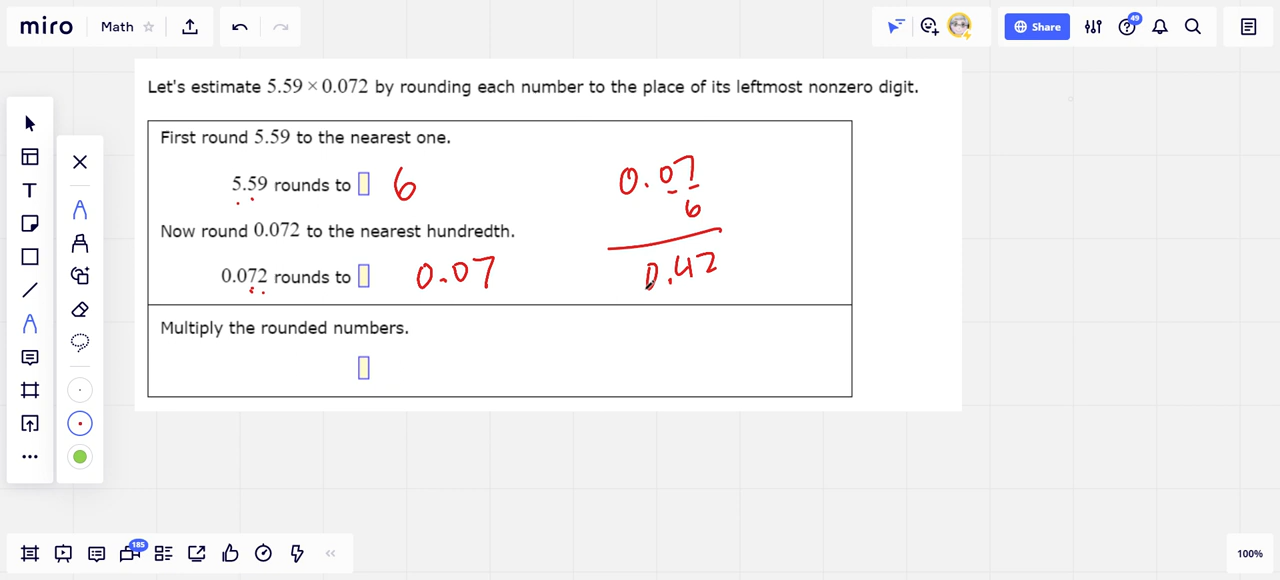 miro Math Share 49
Let's estimate 5.59 × 0.072 by rounding each number to the place of its leftmost nonzero digit.
First round 5.59 to the nearest one.
5.59 rounds to 6
Now round 0.072 to the nearest hundredth.
0.072 rounds to 0.07
0.07
6
0.42
Multiply the rounded numbers.
T
185
100%